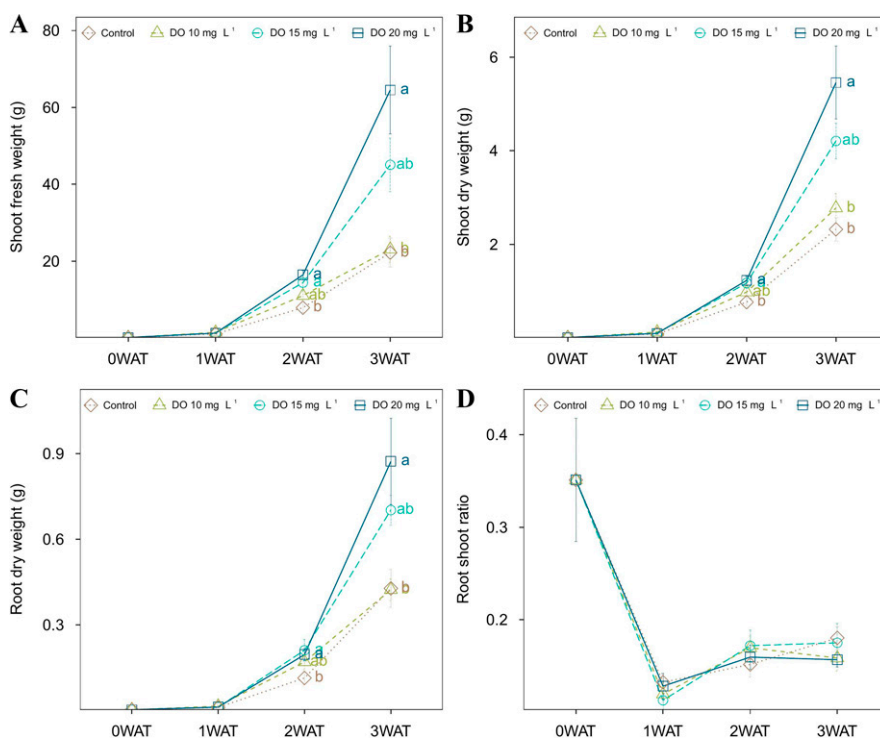 A
Control DO 10 mg L ¹ DO 15 mg L ¹ DO 20 mg L ¹
80
60
40
20
Shoot fresh weight (g)
a
ab
b
b
a
a
ab
b
0WAT 1WAT 2WAT 3WAT
B
Control DO 10 mg L ¹ DO 15 mg L ¹ DO 20 mg L ¹
6
4
2
Shoot dry weight (g)
a
ab
b
b
a
a
b
0WAT 1WAT 2WAT 3WAT
C
Control DO 10 mg L ¹ DO 15 mg L ¹ DO 20 mg L ¹
0.9
0.6
0.3
Root dry weight (g)
a
ab
b
b
a
a
ab
b
0WAT 1WAT 2WAT 3WAT
D
Control DO 10 mg L ¹ DO 15 mg L ¹ DO 20 mg L ¹
0.4
0.3
0.2
Root shoot ratio
0WAT 1WAT 2WAT 3WAT